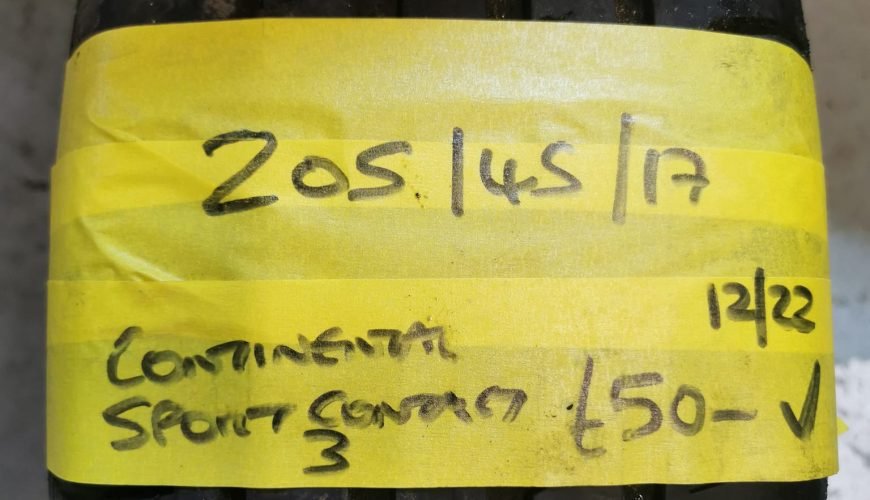 205/45/17
12/22
CONTINENTAL
SPORT CONTACT
3
£50- ✓